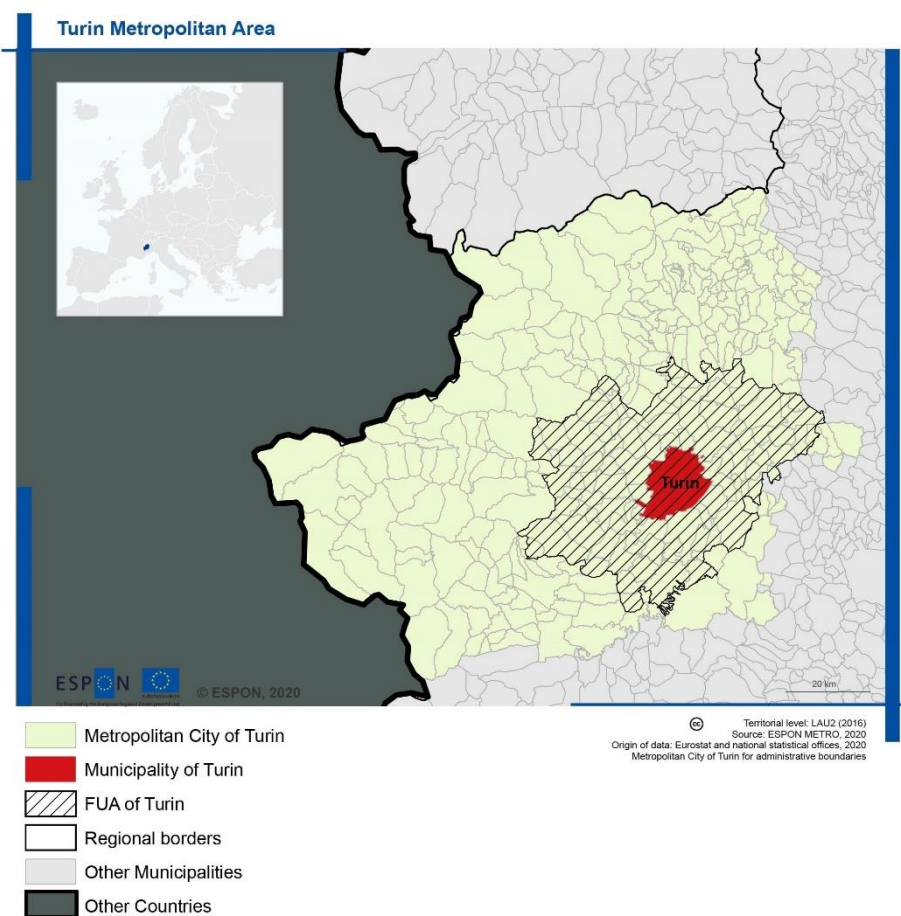 Turin Metropolitan Area
Turin
20 km
ESPON
© ESPON, 2020
Territorial level: LAU2 (2016)
Source: ESPON METRO, 2020
Origin of data: Eurostat and national statistical offices, 2020
Metropolitan City of Turin for administrative boundaries
Metropolitan City of Turin
Municipality of Turin
FUA of Turin
Regional borders
Other Municipalities
Other Countries